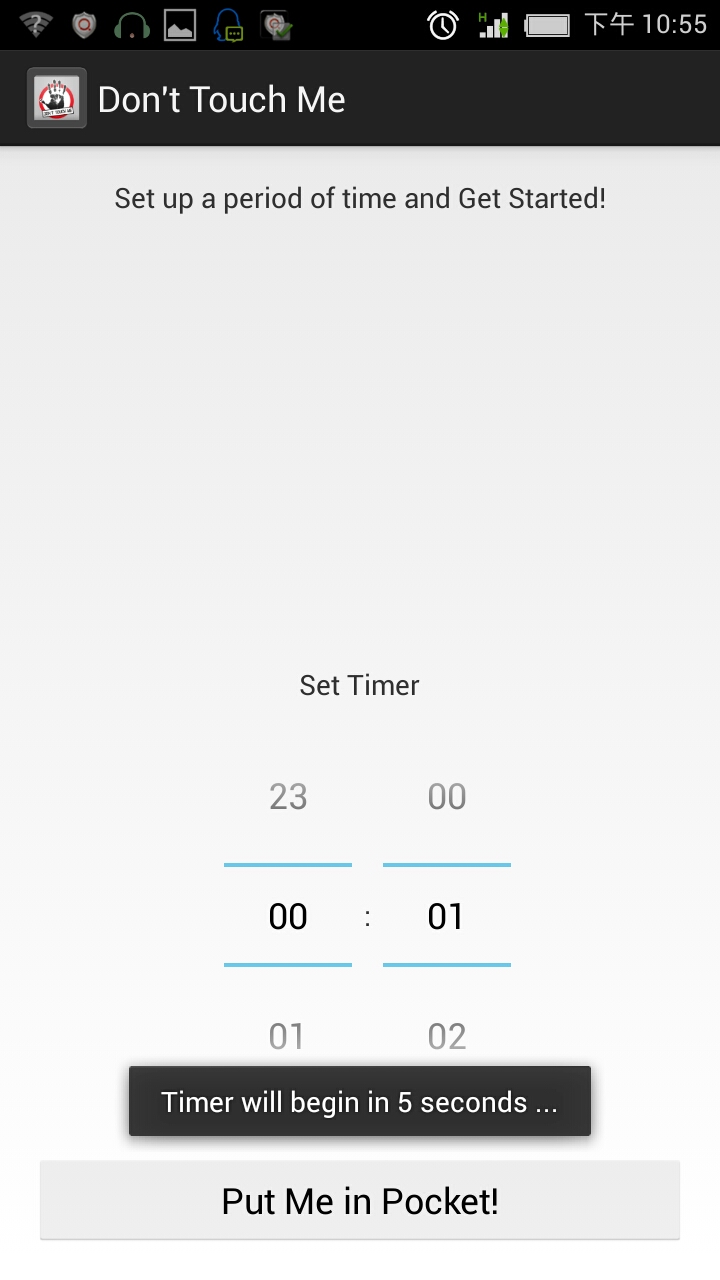 下午 10:55
Don't Touch Me
Set up a period of time and Get Started!
Set Timer
23 00
00 : 01
01 02
Timer will begin in 5 seconds ...
Put Me in Pocket!